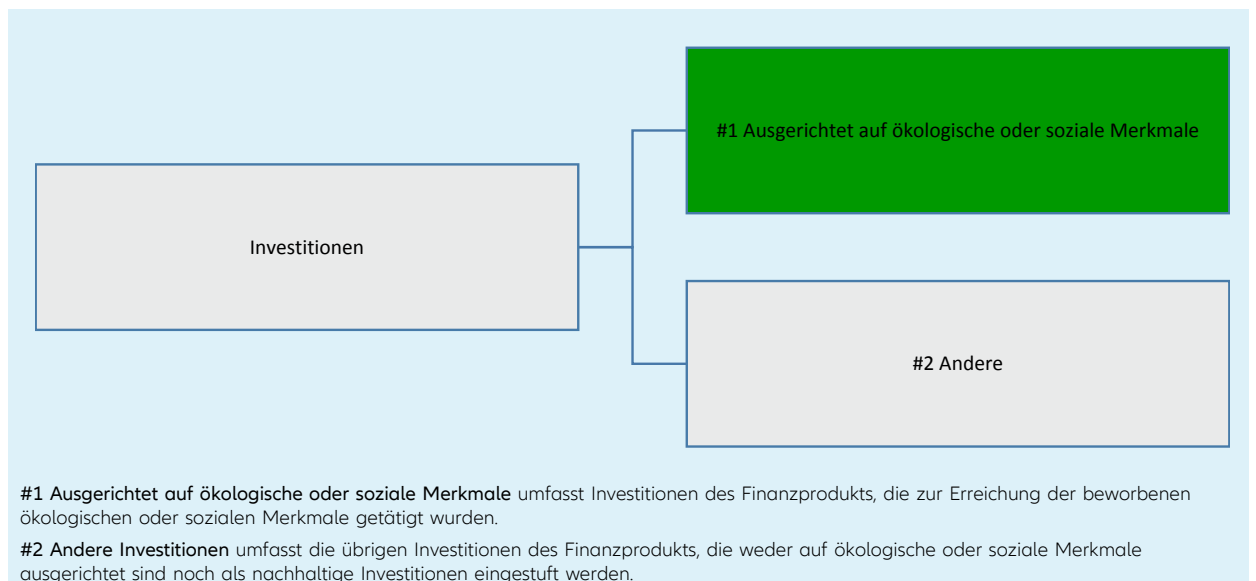 #1 Ausgerichtet auf ökologische oder soziale Merkmale
Investitionen
#2 Andere
#1 Ausgerichtet auf ökologische oder soziale Merkmale umfasst Investitionen des Finanzprodukts, die zur Erreichung der beworbenen
ökologischen oder sozialen Merkmale getätigt wurden.
#2 Andere Investitionen umfasst die übrigen Investitionen des Finanzprodukts, die weder auf ökologische oder soziale Merkmale
ausgerichtet sind noch als nachhaltige Investitionen eingestuft werden.